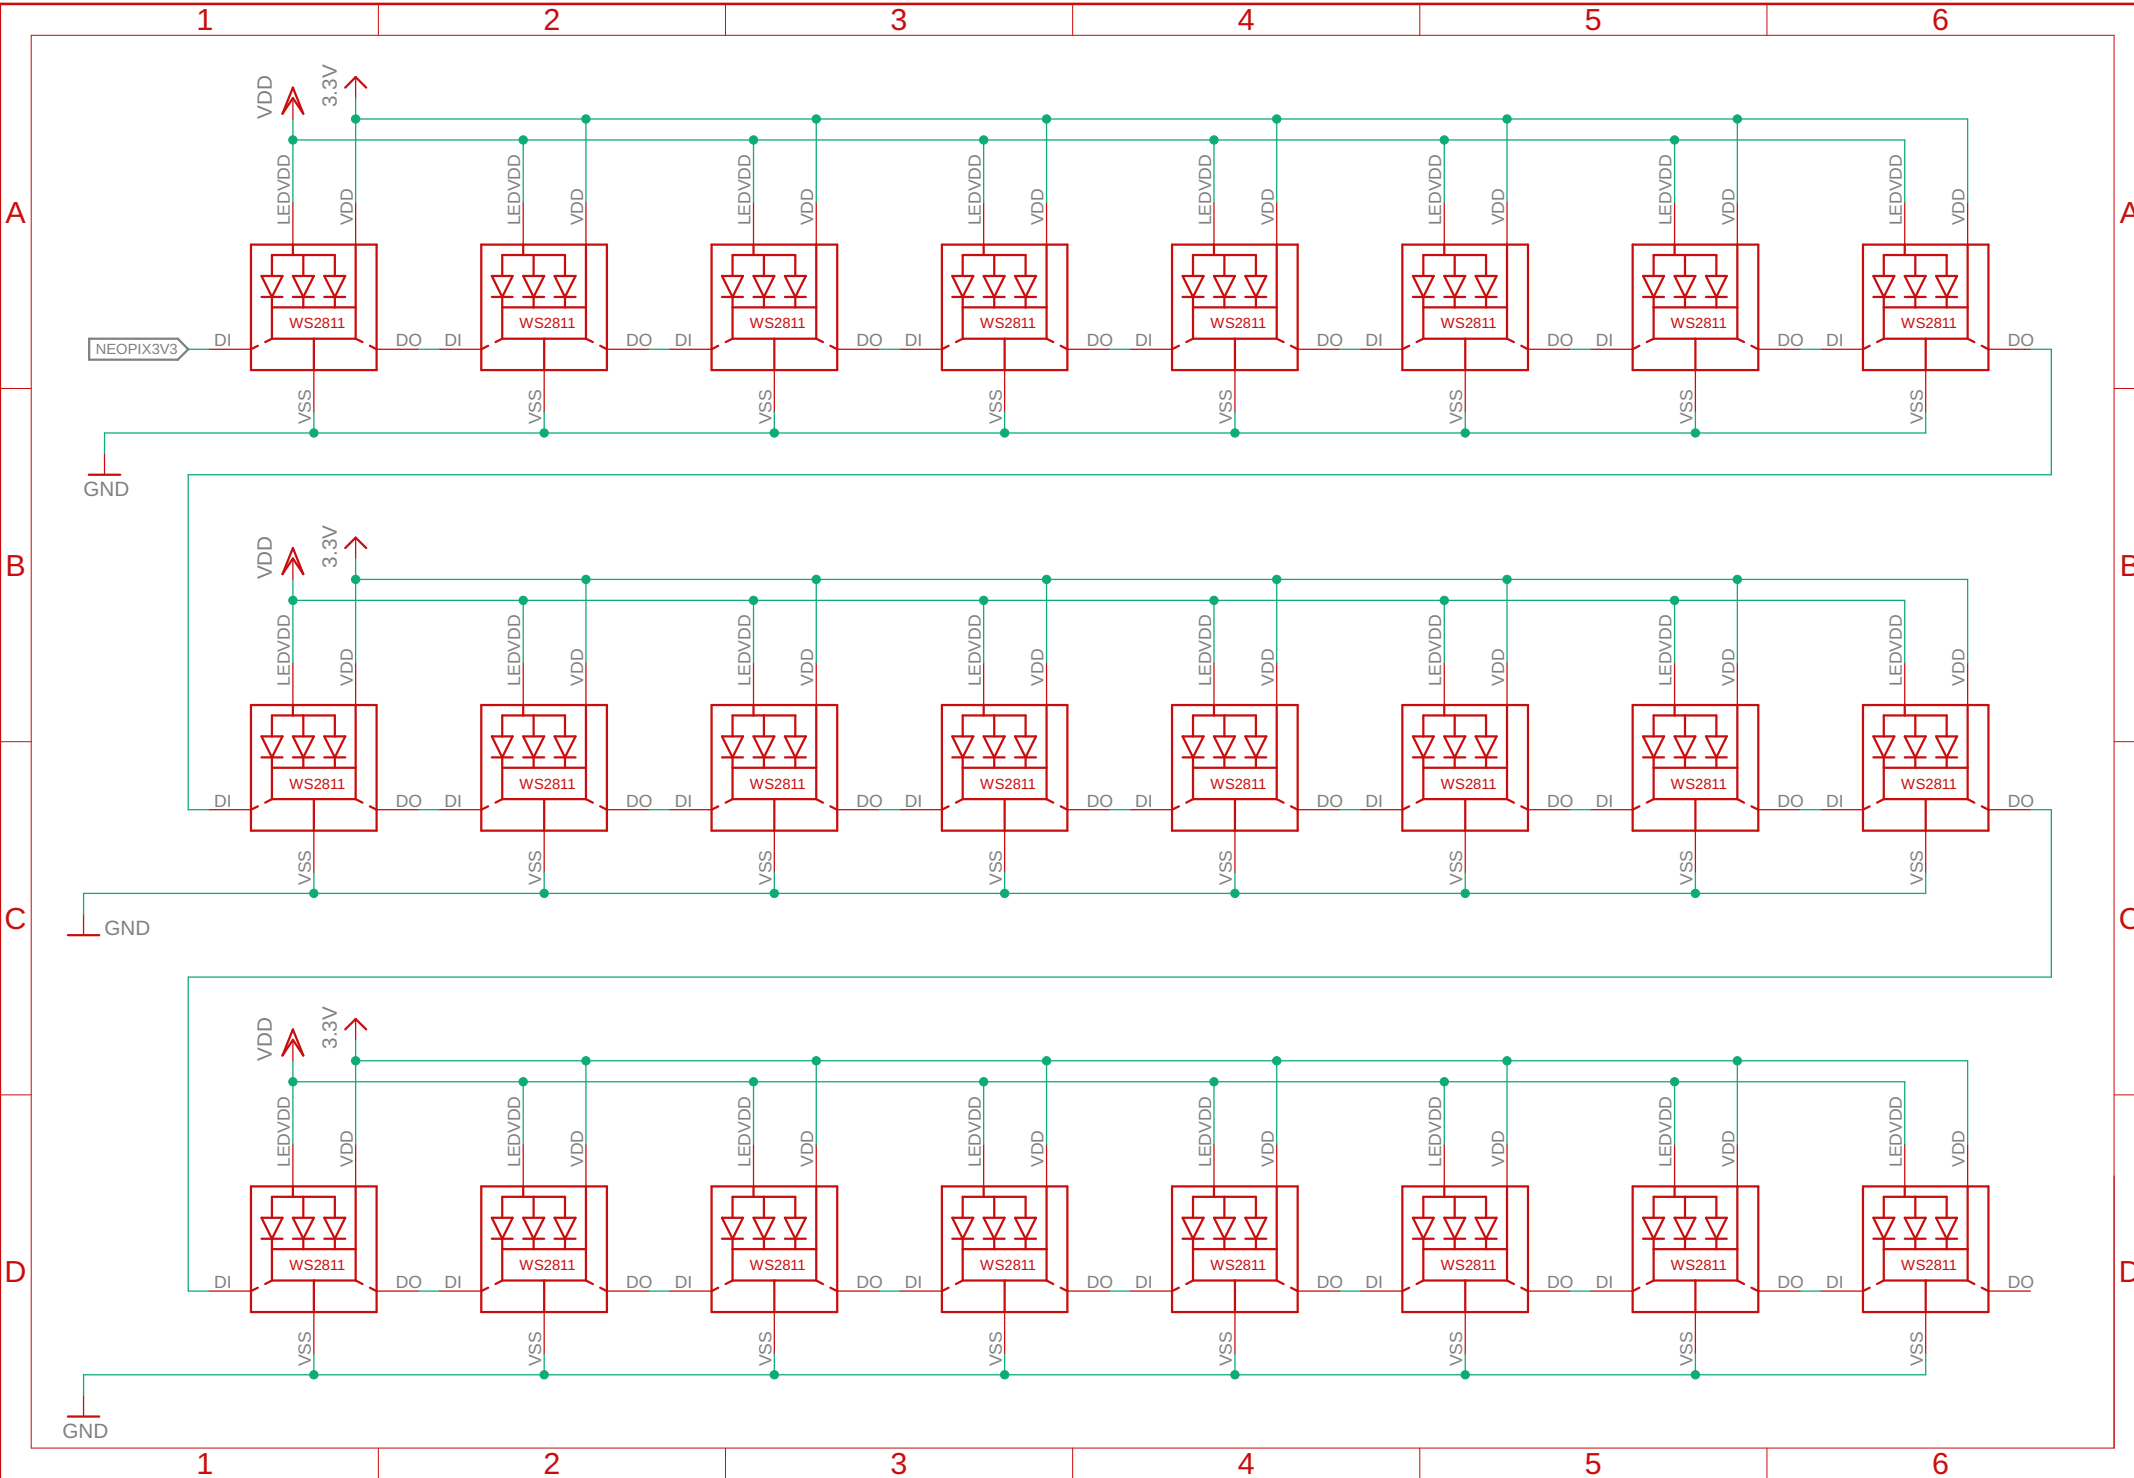 1 2 3 4 5 6
VDD 3.3V
LEDVDD VDD LEDVDD VDD LEDVDD VDD LEDVDD VDD LEDVDD VDD LEDVDD VDD LEDVDD VDD LEDVDD VDD
A A
WS2811 WS2811 WS2811 WS2811 WS2811 WS2811 WS2811 WS2811
NEOPIX3V3 DI DO DI DO DI DO DI DO DI DO DI DO DI DO DI DO
VSS VSS VSS VSS VSS VSS VSS VSS
GND
VDD 3.3V
B B
LEDVDD VDD LEDVDD VDD LEDVDD VDD LEDVDD VDD LEDVDD VDD LEDVDD VDD LEDVDD VDD LEDVDD VDD
WS2811 WS2811 WS2811 WS2811 WS2811 WS2811 WS2811 WS2811
DI DO DI DO DI DO DI DO DI DO DI DO DI DO DI DO
VSS VSS VSS VSS VSS VSS VSS VSS
C C
GND
VDD 3.3V
LEDVDD VDD LEDVDD VDD LEDVDD VDD LEDVDD VDD LEDVDD VDD LEDVDD VDD LEDVDD VDD LEDVDD VDD
WS2811 WS2811 WS2811 WS2811 WS2811 WS2811 WS2811 WS2811
D D
DI DO DI DO DI DO DI DO DI DO DI DO DI DO DI DO
VSS VSS VSS VSS VSS VSS VSS VSS
GND
1 2 3 4 5 6